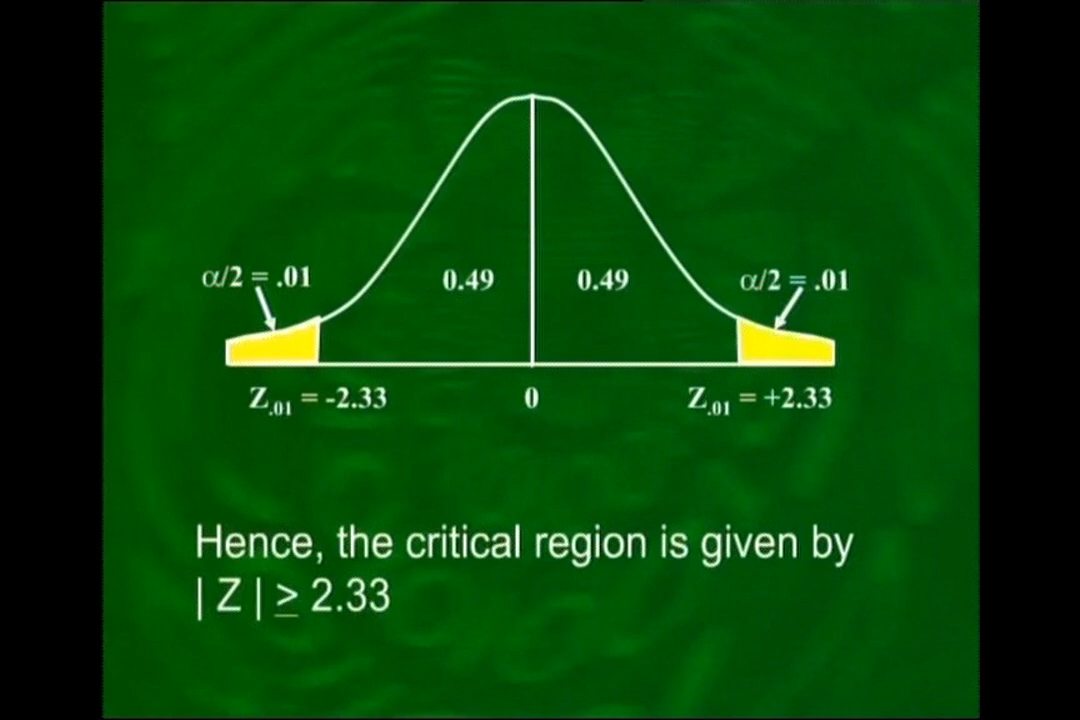 α/2 = .01 0.49 0.49 α/2 = .01
Z.01 = -2.33 0 Z.01 = +2.33
Hence, the critical region is given by
| Z | ≥ 2.33